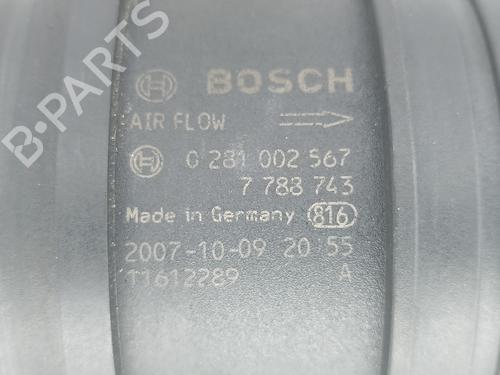 BOSCH
AIR FLOW
0 281 002 567
7 788 743
Made in Germany 816
2007-10-09 20 55
T1612289 A
B-PARTS